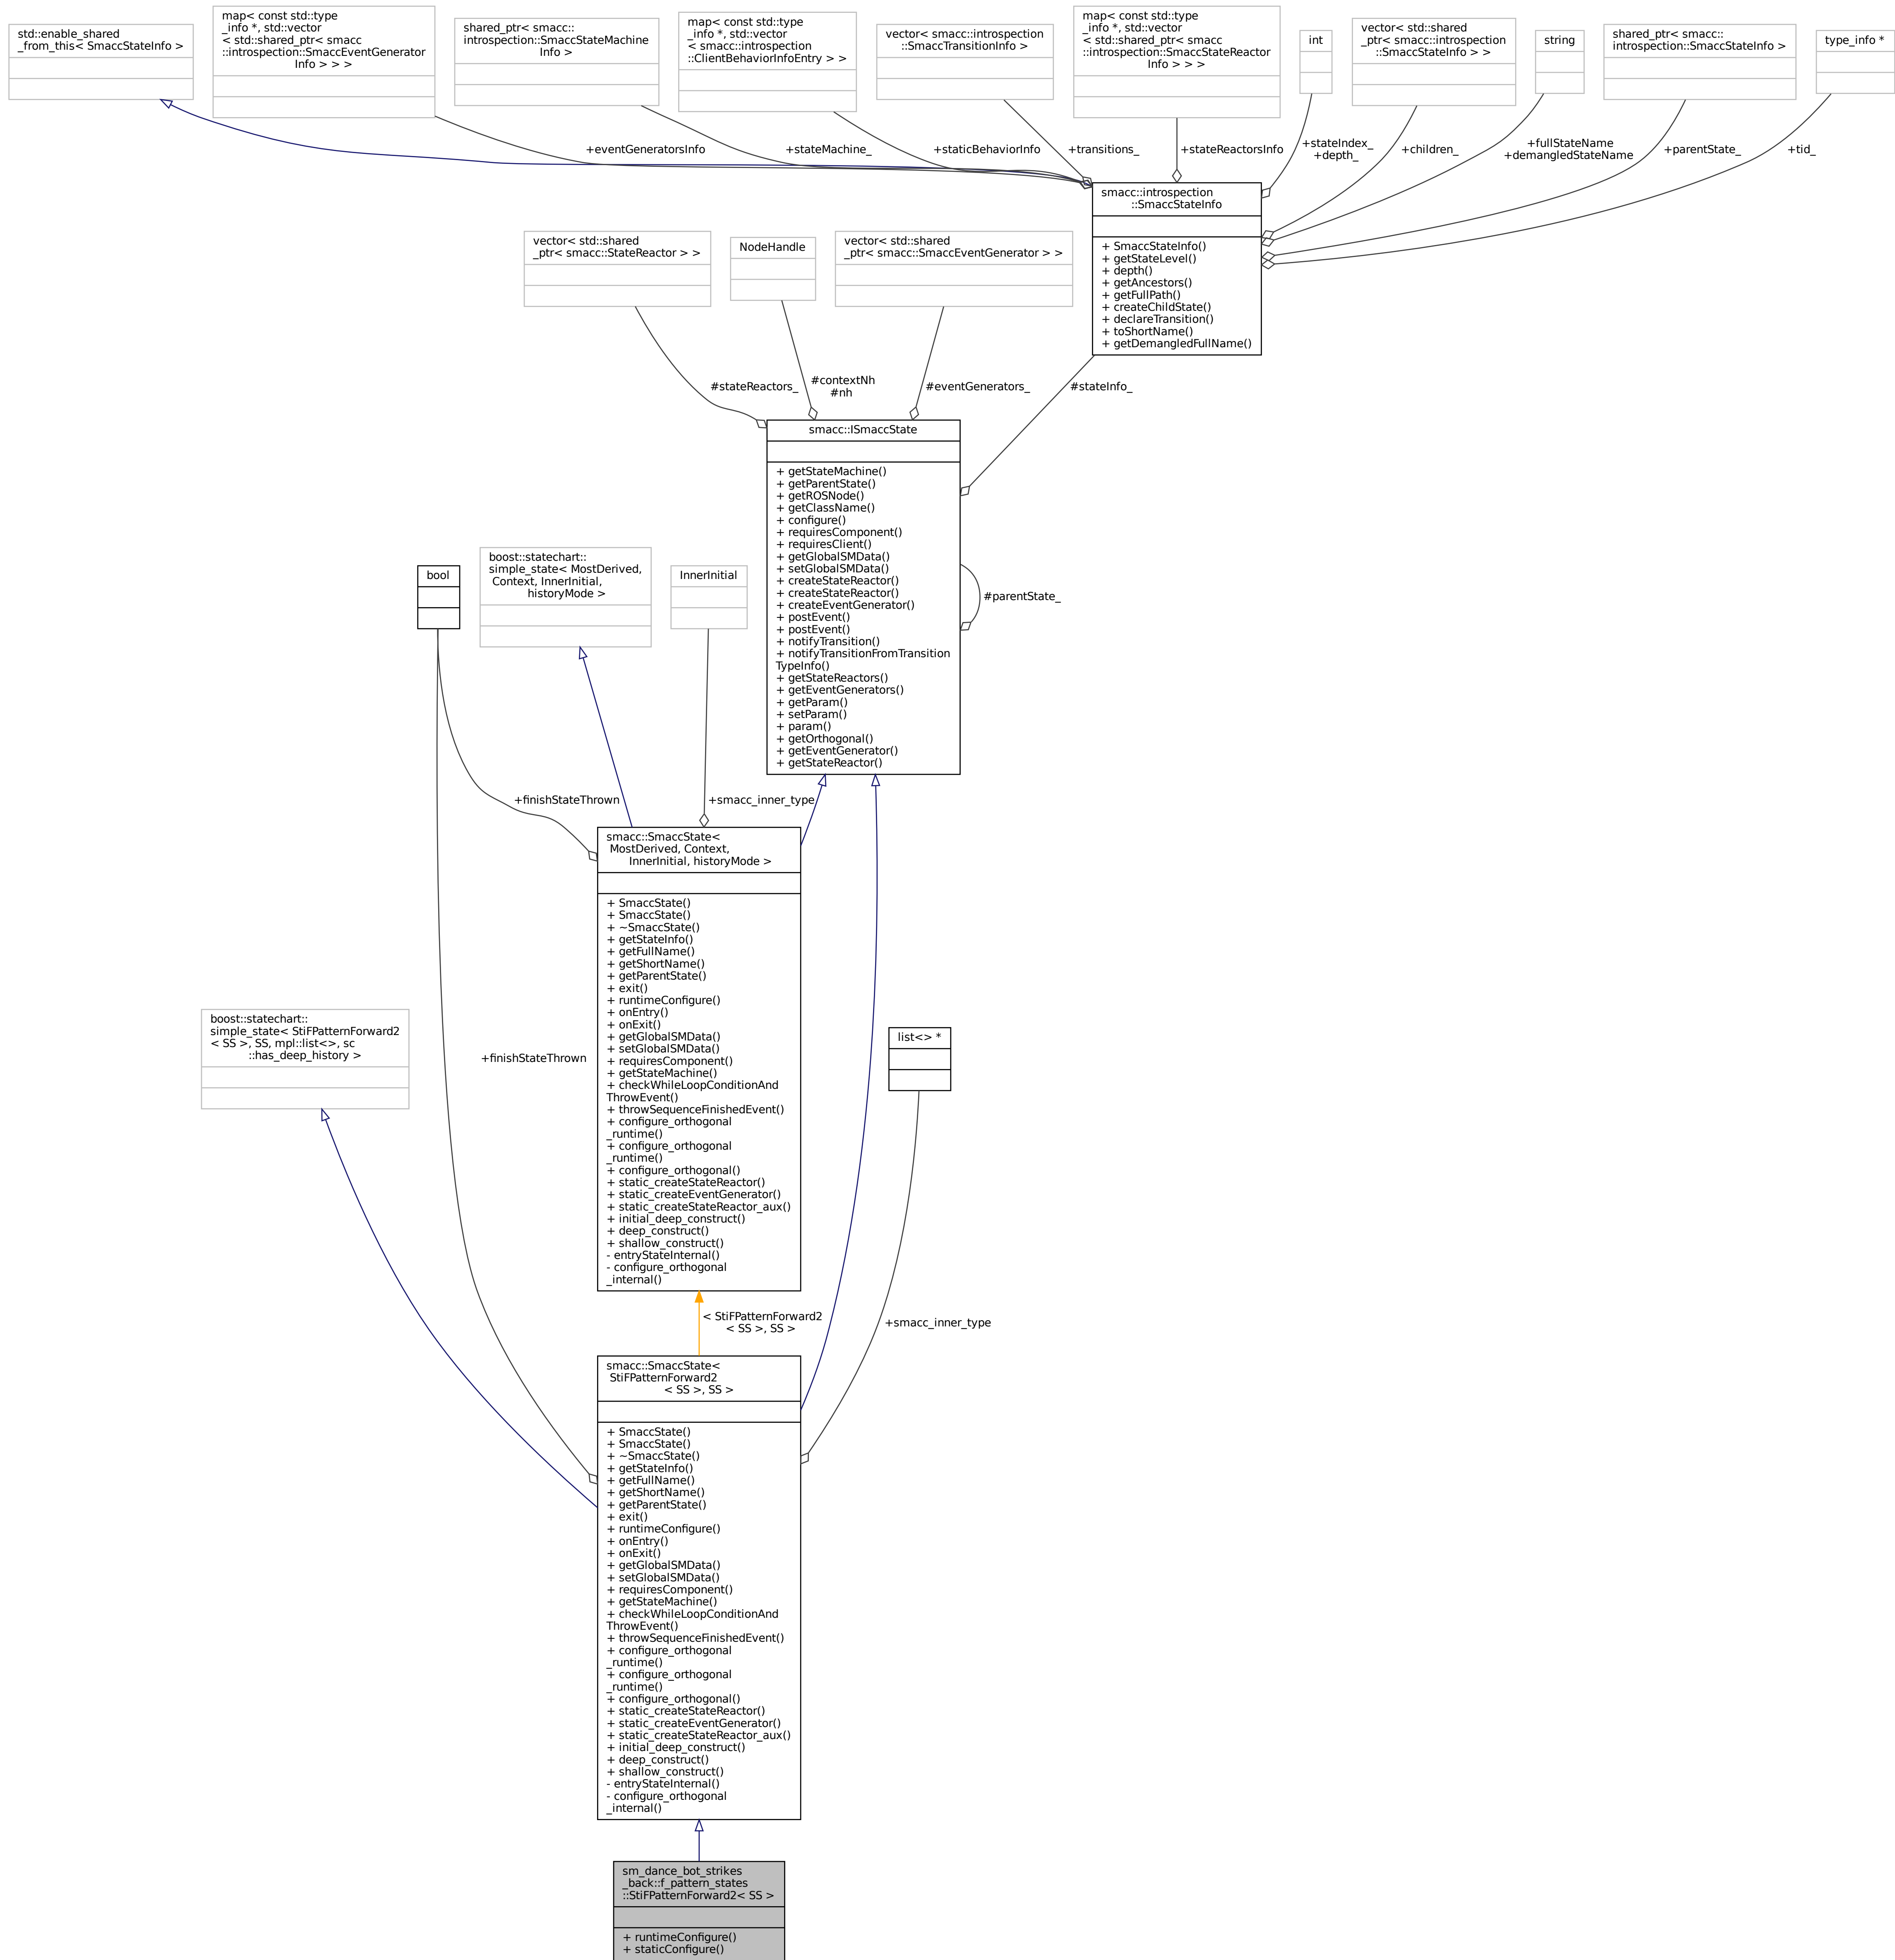 std::enable_shared
_from_this< SmaccStateInfo >
map< const std::type
_info *, std::vector
< std::shared_ptr< smacc
::introspection::SmaccEventGenerator
Info > > >
shared_ptr< smacc::
introspection::SmaccStateMachine
Info >
map< const std::type
_info *, std::vector
< smacc::introspection
::ClientBehaviorInfoEntry > >
vector< smacc::introspection
::SmaccTransitionInfo >
map< const std::type
_info *, std::vector
< std::shared_ptr< smacc
::introspection::SmaccStateReactor
Info > > >
int
vector< std::shared
_ptr< smacc::introspection
::SmaccStateInfo > >
string
shared_ptr< smacc::
introspection::SmaccStateInfo >
type_info *
+eventGeneratorsInfo
+stateMachine_
+staticBehaviorInfo
+transitions_
+stateReactorsInfo
+stateIndex_
+depth_
+children_
+fullStateName
+demangledStateName
+parentState_
+tid_
smacc::introspection
::SmaccStateInfo
+ SmaccStateInfo()
+ getStateLevel()
+ depth()
+ getAncestors()
+ getFullPath()
+ createChildState()
+ declareTransition()
+ toShortName()
+ getDemangledFullName()
vector< std::shared
_ptr< smacc::StateReactor > >
NodeHandle
vector< std::shared
_ptr< smacc::SmaccEventGenerator > >
#stateReactors_
#contextNh
#nh
#eventGenerators_
#stateInfo_
smacc::ISmaccState
+ getStateMachine()
+ getParentState()
+ getROSNode()
+ getClassName()
+ configure()
+ requiresComponent()
+ requiresClient()
+ getGlobalSMData()
+ setGlobalSMData()
+ createStateReactor()
+ createStateReactor()
+ createEventGenerator()
+ postEvent()
+ postEvent()
+ notifyTransition()
+ notifyTransitionFromTransition
TypeInfo()
+ getStateReactors()
+ getEventGenerators()
+ getParam()
+ setParam()
+ param()
+ getOrthogonal()
+ getEventGenerator()
+ getStateReactor()
#parentState_
bool
boost::statechart::
simple_state< MostDerived,
Context, InnerInitial,
historyMode >
InnerInitial
+finishStateThrown
+smacc_inner_type
smacc::SmaccState<
MostDerived, Context,
InnerInitial, historyMode >
+ SmaccState()
+ SmaccState()
+ ~SmaccState()
+ getStateInfo()
+ getFullName()
+ getShortName()
+ getParentState()
+ exit()
+ runtimeConfigure()
+ onEntry()
+ onExit()
+ getGlobalSMData()
+ setGlobalSMData()
+ requiresComponent()
+ getStateMachine()
+ checkWhileLoopConditionAnd
ThrowEvent()
+ throwSequenceFinishedEvent()
+ configure_orthogonal
_runtime()
+ configure_orthogonal
_runtime()
+ configure_orthogonal()
+ static_createStateReactor()
+ static_createEventGenerator()
+ static_createStateReactor_aux()
+ initial_deep_construct()
+ deep_construct()
+ shallow_construct()
- entryStateInternal()
- configure_orthogonal
_internal()
boost::statechart::
simple_state< StiFPatternForward2
< SS >, SS, mpl::list<>, sc
::has_deep_history >
+finishStateThrown
list<> *
< StiFPatternForward2
< SS >, SS >
+smacc_inner_type
smacc::SmaccState<
StiFPatternForward2
< SS >, SS >
+ SmaccState()
+ SmaccState()
+ ~SmaccState()
+ getStateInfo()
+ getFullName()
+ getShortName()
+ getParentState()
+ exit()
+ runtimeConfigure()
+ onEntry()
+ onExit()
+ getGlobalSMData()
+ setGlobalSMData()
+ requiresComponent()
+ getStateMachine()
+ checkWhileLoopConditionAnd
ThrowEvent()
+ throwSequenceFinishedEvent()
+ configure_orthogonal
_runtime()
+ configure_orthogonal
_runtime()
+ configure_orthogonal()
+ static_createStateReactor()
+ static_createEventGenerator()
+ static_createStateReactor_aux()
+ initial_deep_construct()
+ deep_construct()
+ shallow_construct()
- entryStateInternal()
- configure_orthogonal
_internal()
sm_dance_bot_strikes
_back::f_pattern_states
::StiFPatternForward2< SS >
+ runtimeConfigure()
+ staticConfigure()